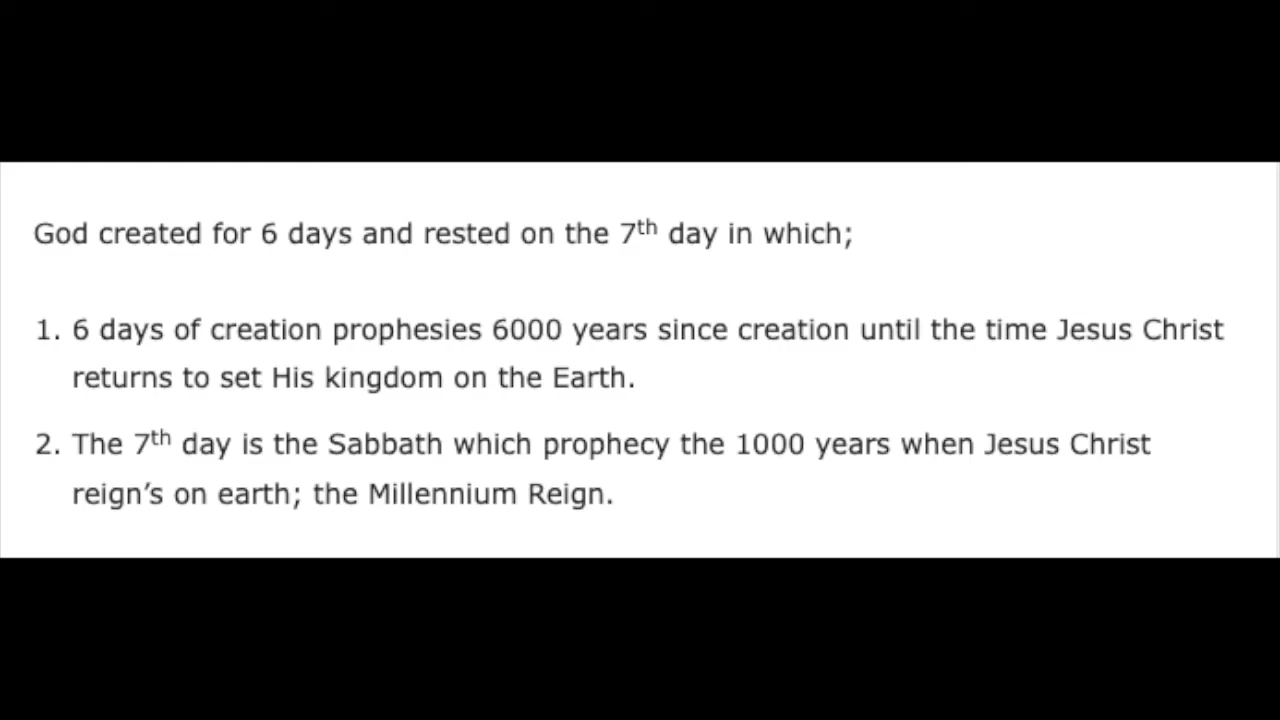 God created for 6 days and rested on the 7th day in which;
1. 6 days of creation prophesies 6000 years since creation until the time Jesus Christ
returns to set His kingdom on the Earth.
2. The 7th day is the Sabbath which prophecy the 1000 years when Jesus Christ
reign’s on earth; the Millennium Reign.